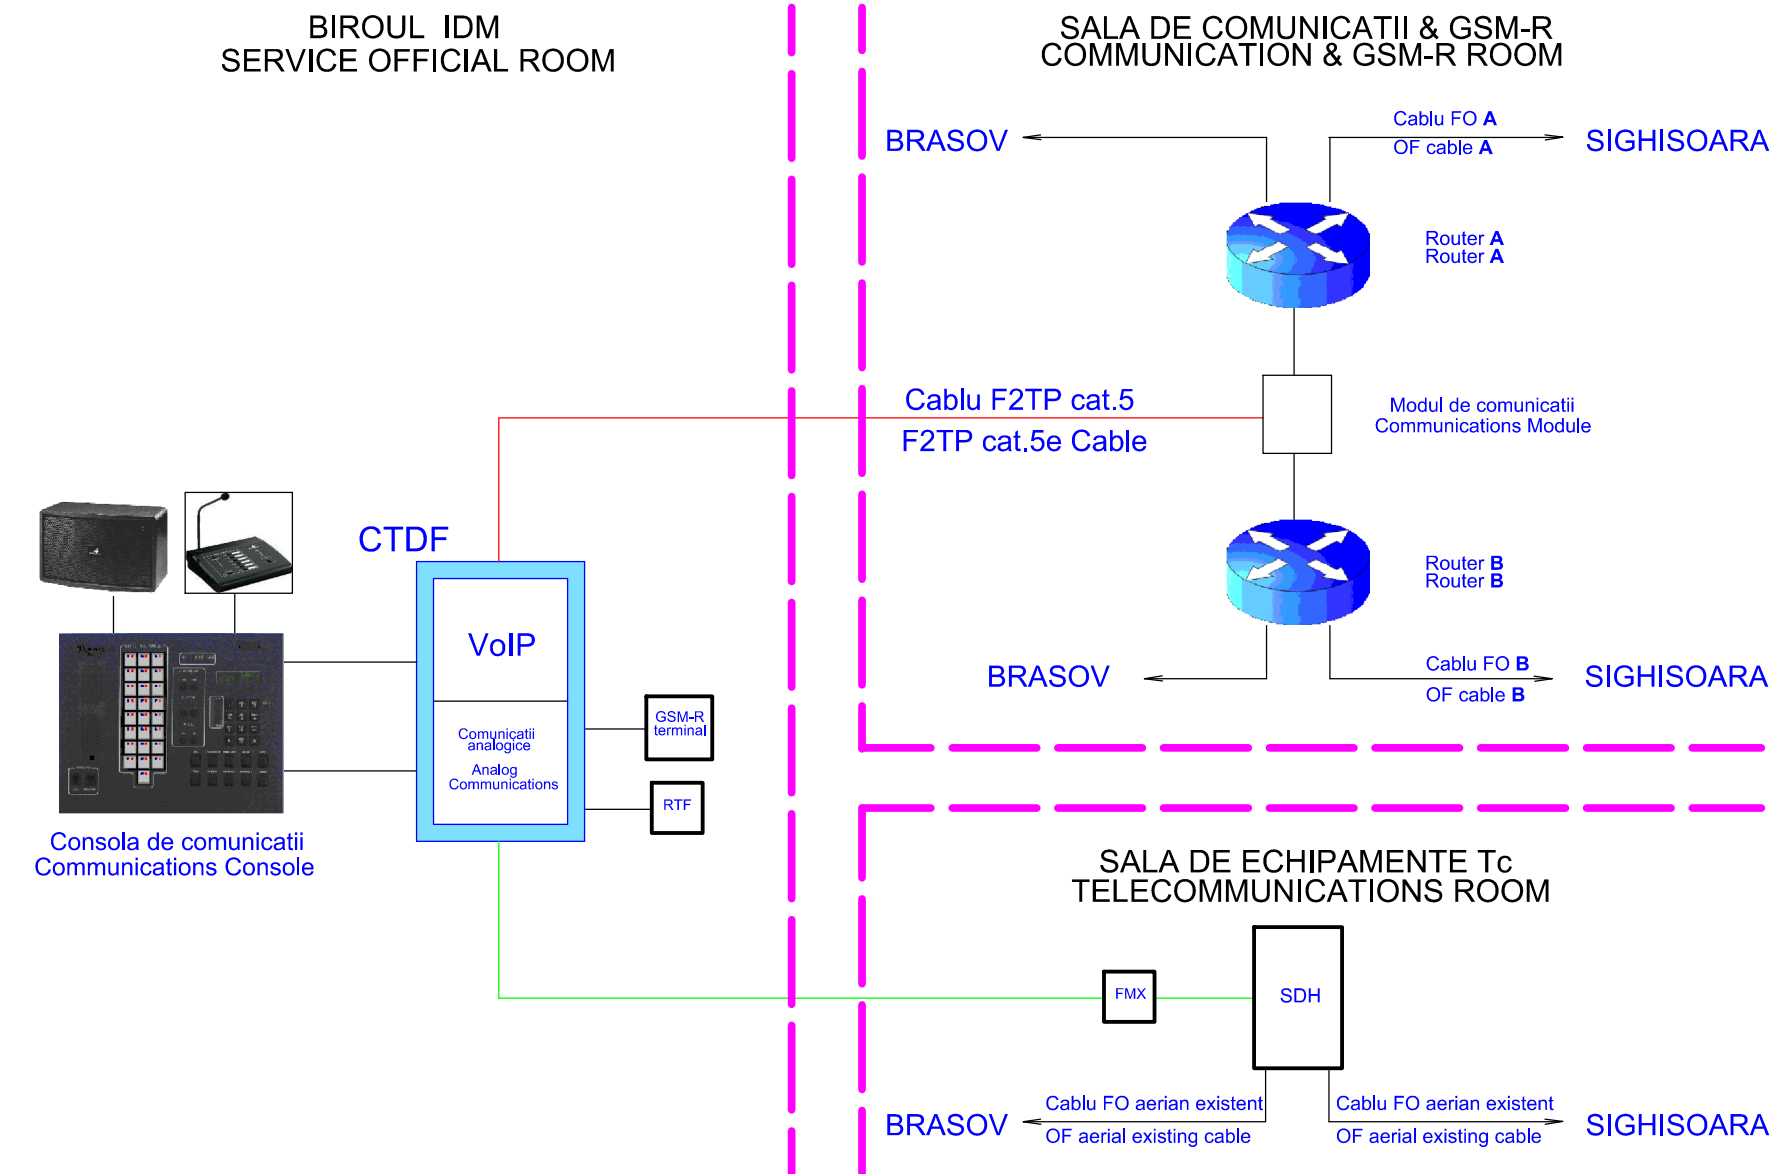 BIROUL IDM
SERVICE OFFICIAL ROOM
SALA DE COMUNICATII & GSM-R
COMMUNICATION & GSM-R ROOM
BRASOV
Cablu FO A
OF cable A
SIGHISOARA
Router A
Router A
Cablu F2TP cat.5
F2TP cat.5e Cable
Modul de comunicatii
Communications Module
Router B
Router B
BRASOV
Cablu FO B
OF cable B
SIGHISOARA
CTDF
VoIP
Comunicatii
analogice
Analog
Communications
GSM-R
terminal
RTF
Consola de comunicatii
Communications Console
SALA DE ECHIPAMENTE Tc
TELECOMMUNICATIONS ROOM
FMX
SDH
BRASOV
Cablu FO aerian existent
OF aerial existing cable
Cablu FO aerian existent
OF aerial existing cable
SIGHISOARA